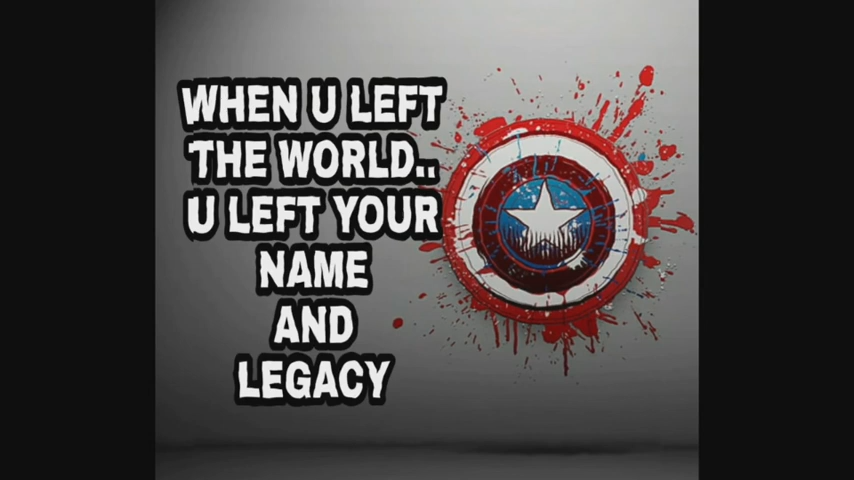 WHEN U LEFT
THE WORLD..
U LEFT YOUR
NAME
AND
LEGACY